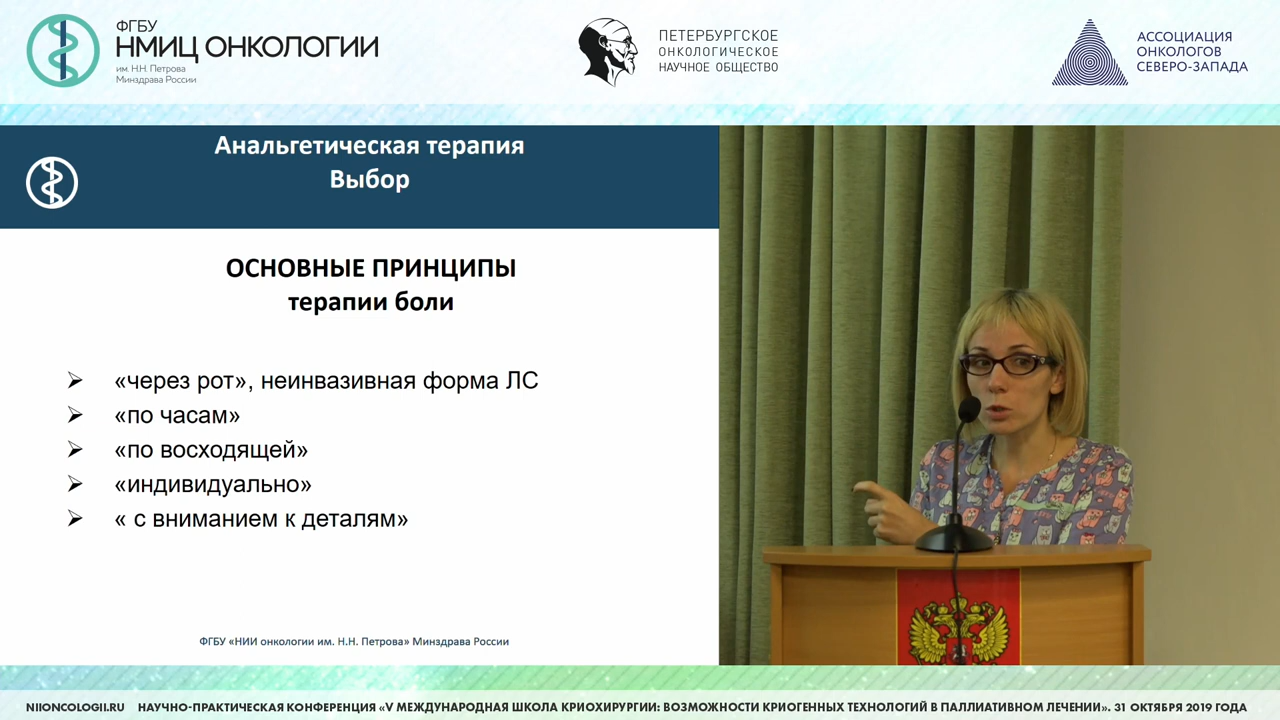 ФГБУ
НМИЦ ОНКОЛОГИИ
им. Н.Н. Петрова
Минздрава России
ПЕТЕРБУРГСКОЕ
ОНКОЛОГИЧЕСКОЕ
НАУЧНОЕ ОБЩЕСТВО
АССОЦИАЦИЯ
ОНКОЛОГОВ
СЕВЕРО-ЗАПАДА
Анальгетическая терапия
Выбор
ОСНОВНЫЕ ПРИНЦИПЫ
терапии боли
➢ «через рот», неинвазивная форма ЛС
➢ «по часам»
➢ «по восходящей»
➢ «индивидуально»
➢ « с вниманием к деталям»
ФГБУ «НИИ онкологии им. Н.Н. Петрова» Минздрава России
NIIONCOLOGII.RU НАУЧНО-ПРАКТИЧЕСКАЯ КОНФЕРЕНЦИЯ «V МЕЖДУНАРОДНАЯ ШКОЛА КРИОХИРУРГИИ: ВОЗМОЖНОСТИ КРИОГЕННЫХ ТЕХНОЛОГИЙ В ПАЛЛИАТИВНОМ ЛЕЧЕНИИ». 31 ОКТЯБРЯ 2019 ГОДА